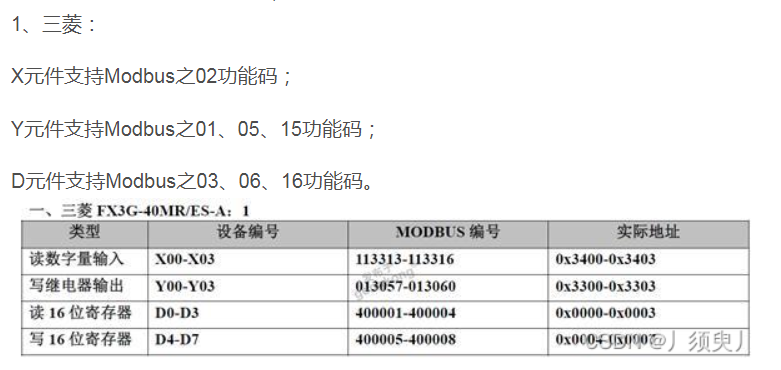 1、三菱：
X元件支持Modbus之02功能码；
Y元件支持Modbus之01、05、15功能码；
D元件支持Modbus之03、06、16功能码。
一、三菱 FX3G-40MR/ES-A：1
类型 设备编号 MODBUS 编号 实际地址
读数字量输入 X00-X03 113313-113316 0x3400-0x3403
写继电器输出 Y00-Y03 013057-013060 0x3300-0x3303
读 16 位寄存器 D0-D3 400001-400004 0x0000-0x0003
写 16 位寄存器 D4-D7 400005-400008 0x0004-0x0007
CSDN @丿须臾丿